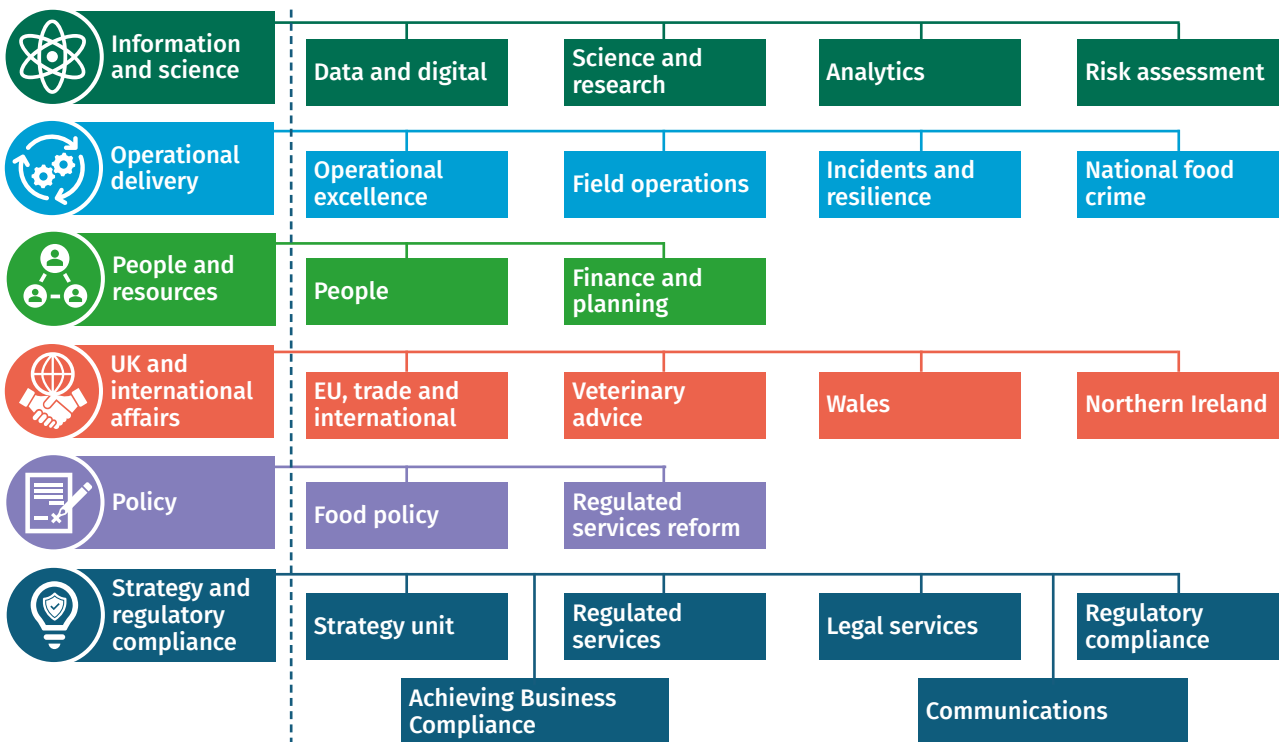 Information
and science
Data and digital
Science and
research
Analytics
Risk assessment
Operational
delivery
Operational
excellence
Field operations
Incidents and
resilience
National food
crime
People and
resources
People
Finance and
planning
UK and
international
affairs
EU, trade and
international
Veterinary
advice
Wales
Northern Ireland
Policy
Food policy
Regulated
services reform
Strategy and
regulatory
compliance
Strategy unit
Regulated
services
Legal services
Regulatory
compliance
Achieving Business
Compliance
Communications